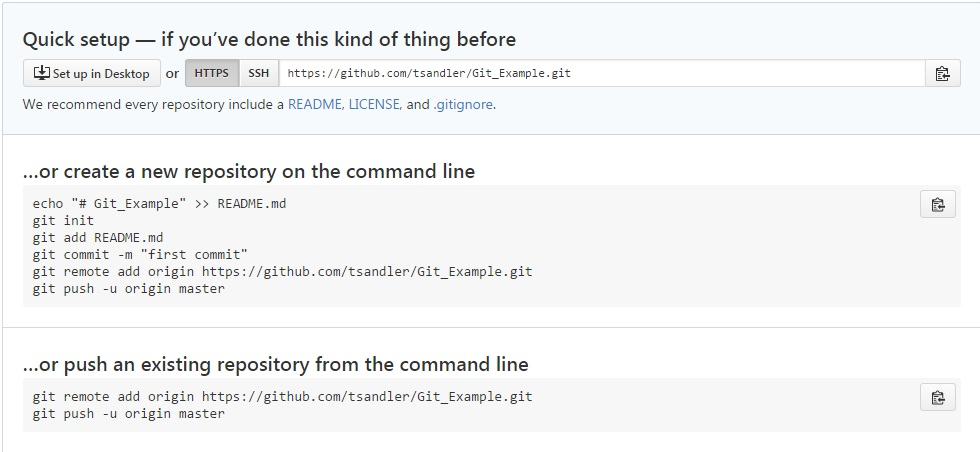 Quick setup — if you’ve done this kind of thing before
Set up in Desktop or HTTPS SSH https://github.com/tsandler/Git_Example.git
We recommend every repository include a README, LICENSE, and .gitignore.
…or create a new repository on the command line
echo "# Git_Example" >> README.md
git init
git add README.md
git commit -m "first commit"
git remote add origin https://github.com/tsandler/Git_Example.git
git push -u origin master
…or push an existing repository from the command line
git remote add origin https://github.com/tsandler/Git_Example.git
git push -u origin master